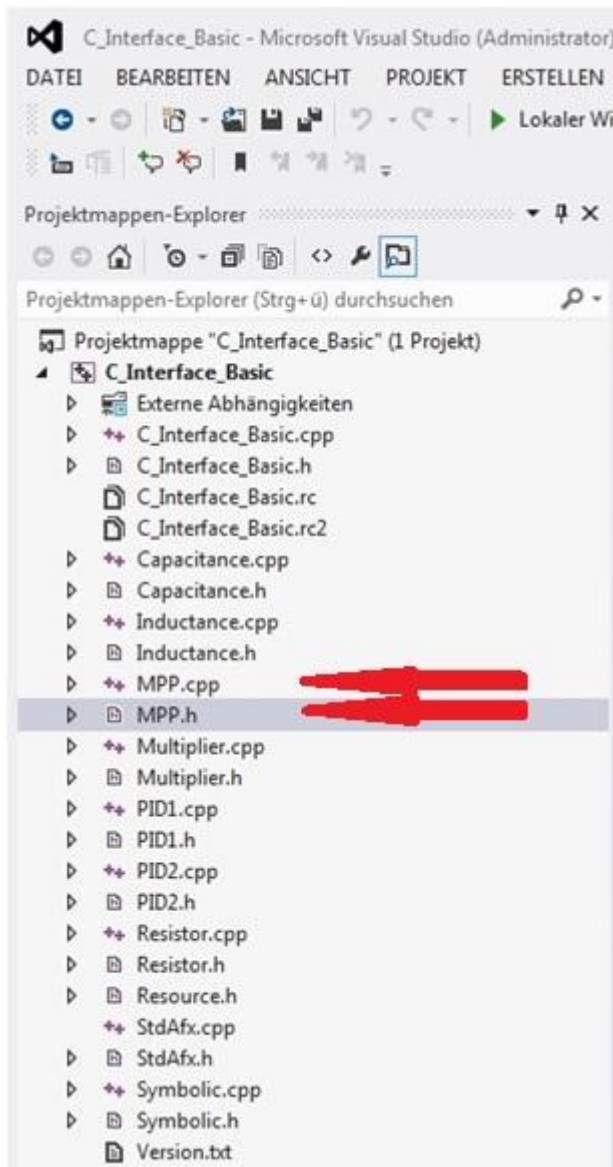 C_Interface_Basic - Microsoft Visual Studio (Administrator)
DATEI BEARBEITEN ANSICHT PROJEKT ERSTELLEN
Lokaler Wi
Projektmappen-Explorer
Projektmappen-Explorer (Strg+ü) durchsuchen
Projektmappe "C_Interface_Basic" (1 Projekt)
C_Interface_Basic
Externe Abhängigkeiten
C_Interface_Basic.cpp
C_Interface_Basic.h
C_Interface_Basic.rc
C_Interface_Basic.rc2
Capacitance.cpp
Capacitance.h
Inductance.cpp
Inductance.h
MPP.cpp
MPP.h
Multiplier.cpp
Multiplier.h
PID1.cpp
PID1.h
PID2.cpp
PID2.h
Resistor.cpp
Resistor.h
Resource.h
StdAfx.cpp
StdAfx.h
Symbolic.cpp
Symbolic.h
Version.txt